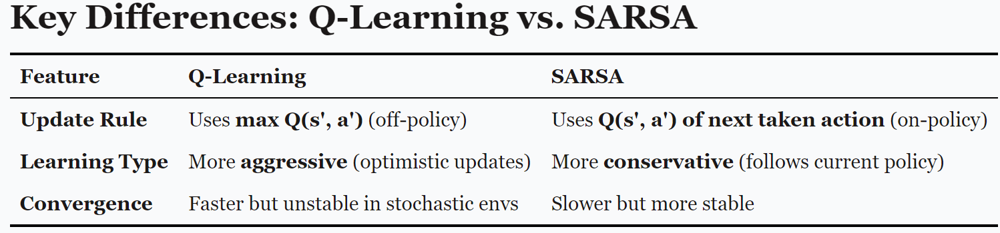 Key Differences: Q-Learning vs. SARSA
Feature Q-Learning SARSA
Update Rule Uses max Q(s', a') (off-policy) Uses Q(s', a') of next taken action (on-policy)
Learning Type More aggressive (optimistic updates) More conservative (follows current policy)
Convergence Faster but unstable in stochastic envs Slower but more stable